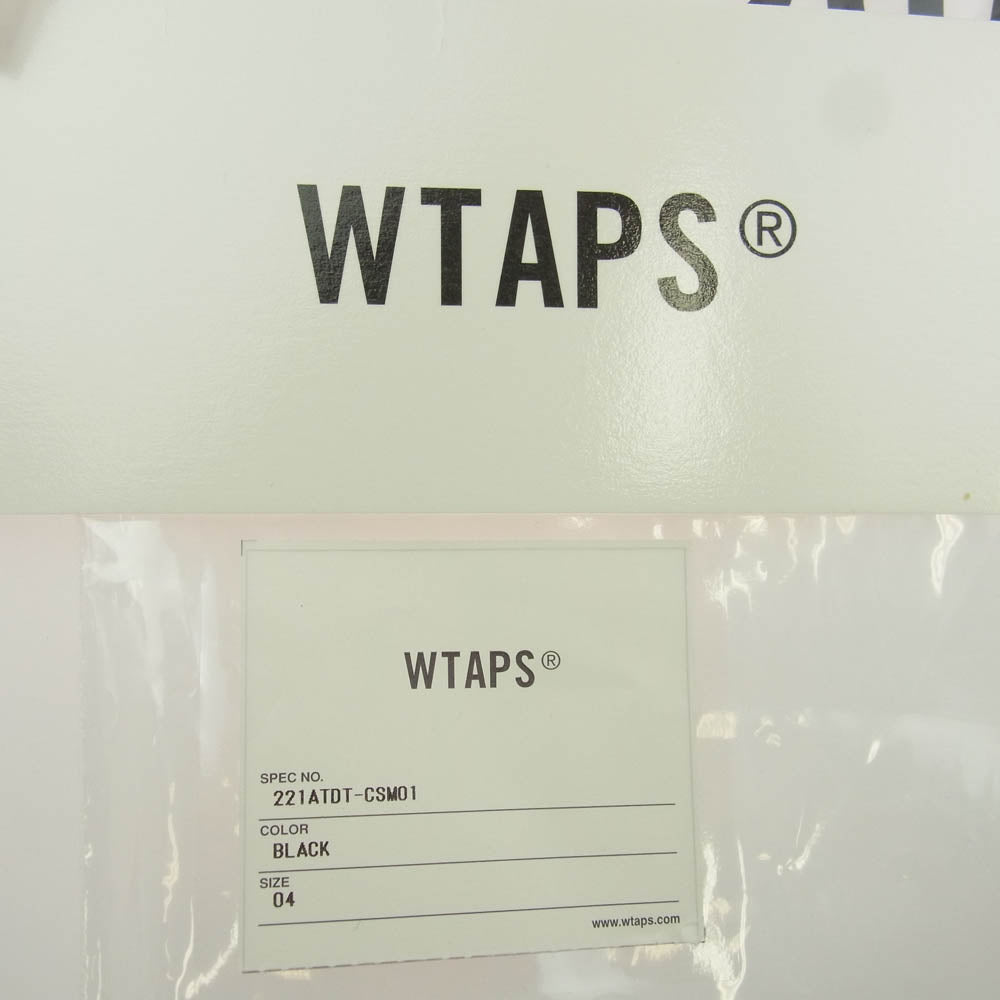 WTAPS®
WTAPS®
SPEC NO.
221ATDT-CSM01
COLOR
BLACK
SIZE
04
www.wtaps.com